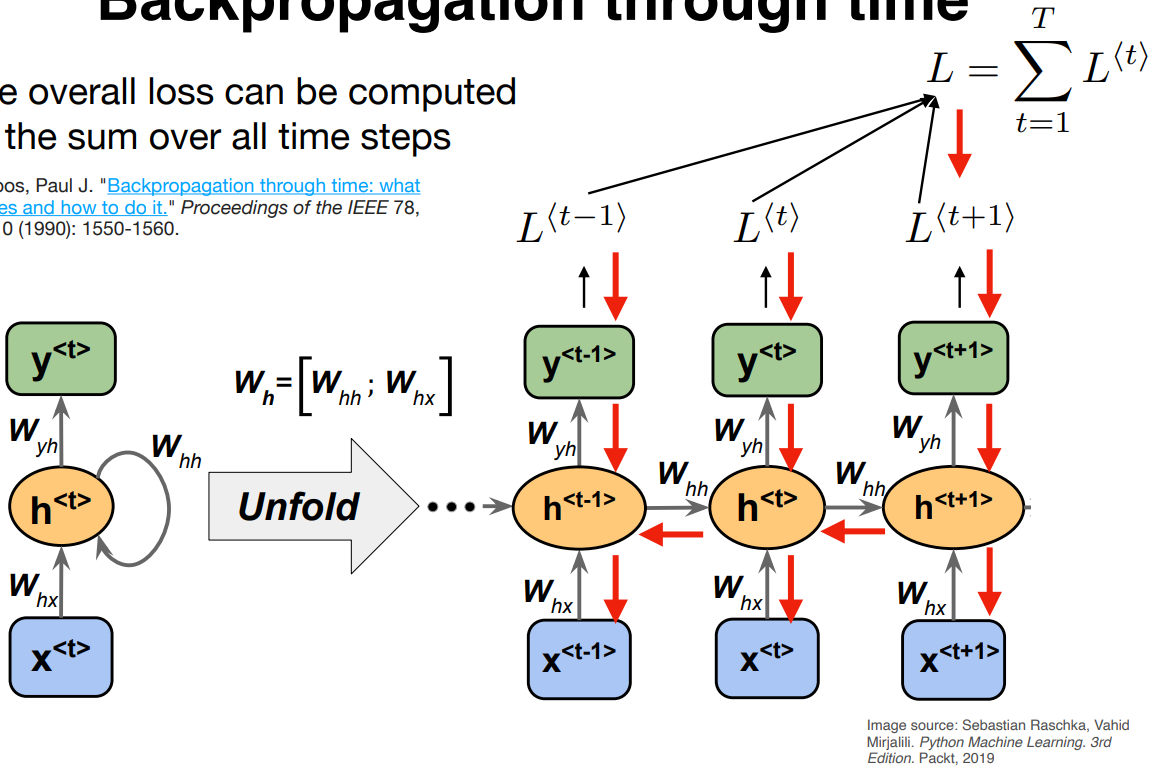 Backpropagation through time
e overall loss can be computed
the sum over all time steps
oos, Paul J. "Backpropagation through time: what
es and how to do it." Proceedings of the IEEE 78,
0 (1990): 1550-1560.
L = \sum_{t=1}^{T} L^{⟨t⟩}
L^{⟨t−1⟩} L^{⟨t⟩} L^{⟨t+1⟩}
y<t> y<t-1> y<t> y<t+1>
W_h=[W_hh ; W_hx]
W_yh W_hh W_yh W_yh W_yh
W_hh W_hh
h<t> Unfold h<t-1> h<t> h<t+1>
W_hx W_hx W_hx W_hx
x<t> x<t-1> x<t> x<t+1>
Image source: Sebastian Raschka, Vahid
Mirjalili. Python Machine Learning. 3rd
Edition. Packt, 2019